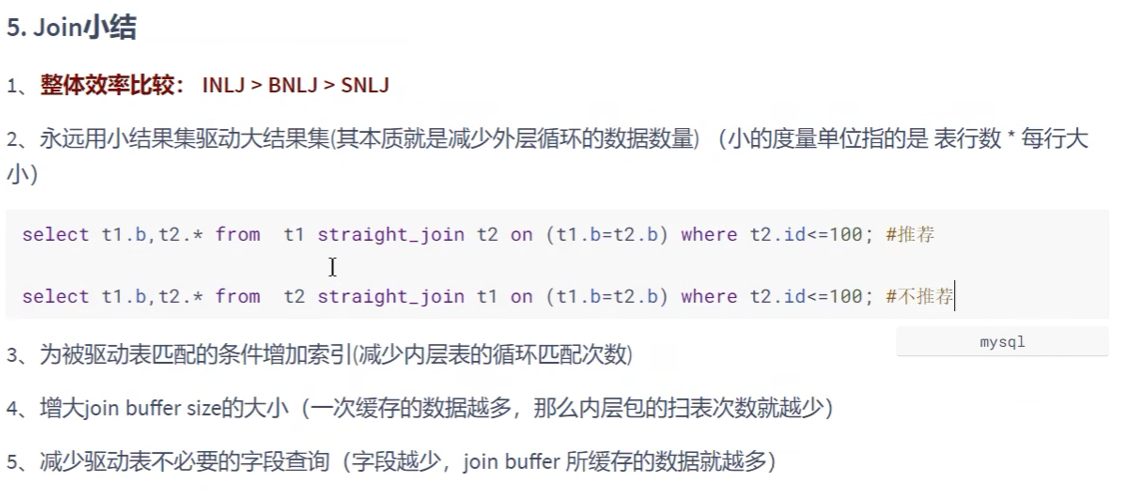 5. Join小结
1、整体效率比较： INLJ > BNLJ > SNLJ
2、永远用小结果集驱动大结果集(其本质就是减少外层循环的数据数量) （小的度量单位指的是 表行数 * 每行大
小）
select t1.b,t2.* from  t1 straight_join t2 on (t1.b=t2.b) where t2.id<=100; #推荐
select t1.b,t2.* from  t2 straight_join t1 on (t1.b=t2.b) where t2.id<=100; #不推荐
mysql
3、为被驱动表匹配的条件增加索引(减少内层表的循环匹配次数)
4、增大join buffer size的大小（一次缓存的数据越多，那么内层包的扫表次数就越少）
5、减少驱动表不必要的字段查询（字段越少，join buffer 所缓存的数据就越多）